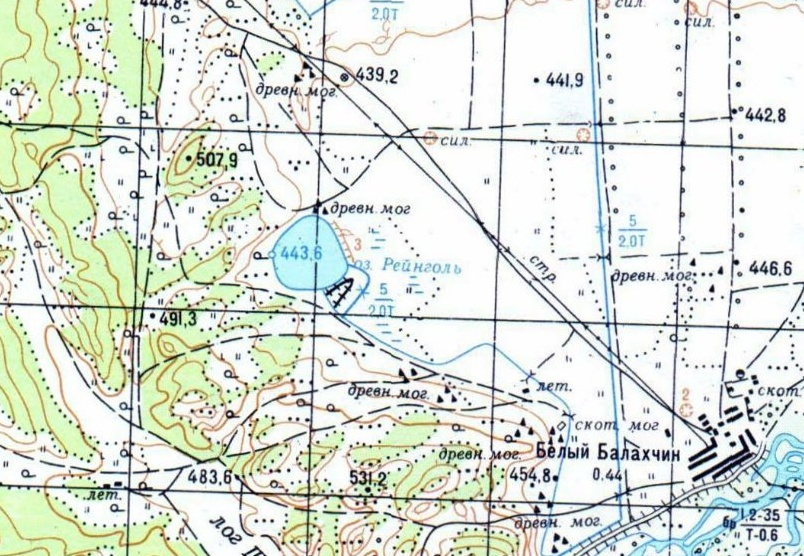 444,8
2.0Т
сил.
сил.
439,2
древн. мог.
441,9
442,8
сил.
сил.
507,9
древн. мог
443,6
3
оз. Рейнголь
5
2.0Т
5
2.0Т
стр.
древн. мог.
446,6
491,3
древн. мог.
лет.
2
скот.
скот. мог
древн. мог.
Белый Балахчин
483,6
531,2
454,8
0.44
лет.
лог
древн. мог.
бр
1,2-35
Т-0.6